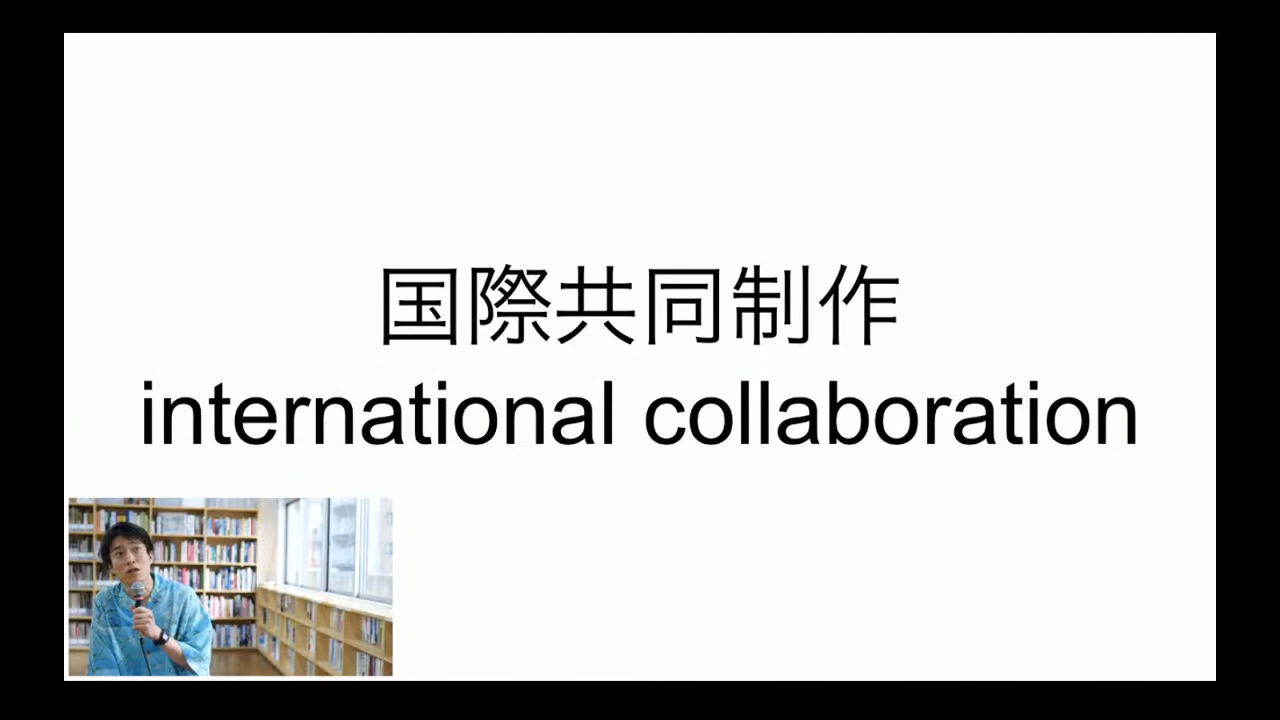 国際共同制作
international collaboration